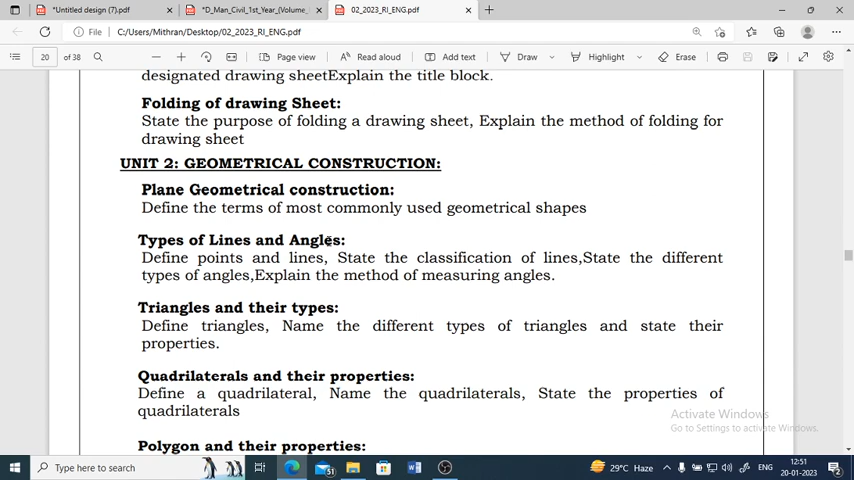 *Untitled design (7).pdf
*D_Man_Civil_1st_Year_(Volume_
02_2023_RI_ENG.pdf
File
C:/Users/Mithran/Desktop/02_2023_RI_ENG.pdf
20 of 38
Page view
Read aloud
Add text
Draw
Highlight
Erase
designated drawing sheetExplain the title block.
Folding of drawing Sheet:
State the purpose of folding a drawing sheet, Explain the method of folding for
drawing sheet
UNIT 2: GEOMETRICAL CONSTRUCTION:
Plane Geometrical construction:
Define the terms of most commonly used geometrical shapes
Types of Lines and Angles:
Define points and lines, State the classification of lines,State the different
types of angles,Explain the method of measuring angles.
Triangles and their types:
Define triangles, Name the different types of triangles and state their
properties.
Quadrilaterals and their properties:
Define a quadrilateral, Name the quadrilaterals, State the properties of
quadrilaterals
Polygon and their properties:
Activate Windows
Go to Settings to activate Windows.
Type here to search
51
29°C Haze
ENG
12:51
20-01-2023
2